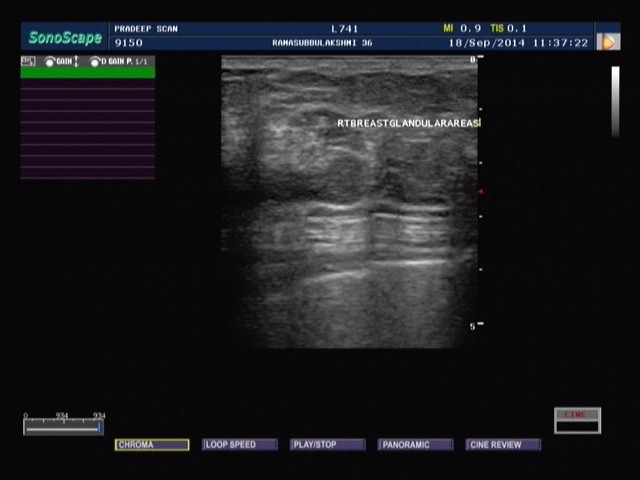 SonoScape
PRADEEP SCAN
L741
MI 0.9 TIS 0.1
9150
RAMASUBBULAKSHMI 36
18/Sep/2014 11:37:22
GAIN
D GAIN P. 1/1
0
RTBREASTGLANDULARAREAS
5
0 934 934
CINE
CHROMA
LOOP SPEED
PLAY/STOP
PANORAMIC
CINE REVIEW